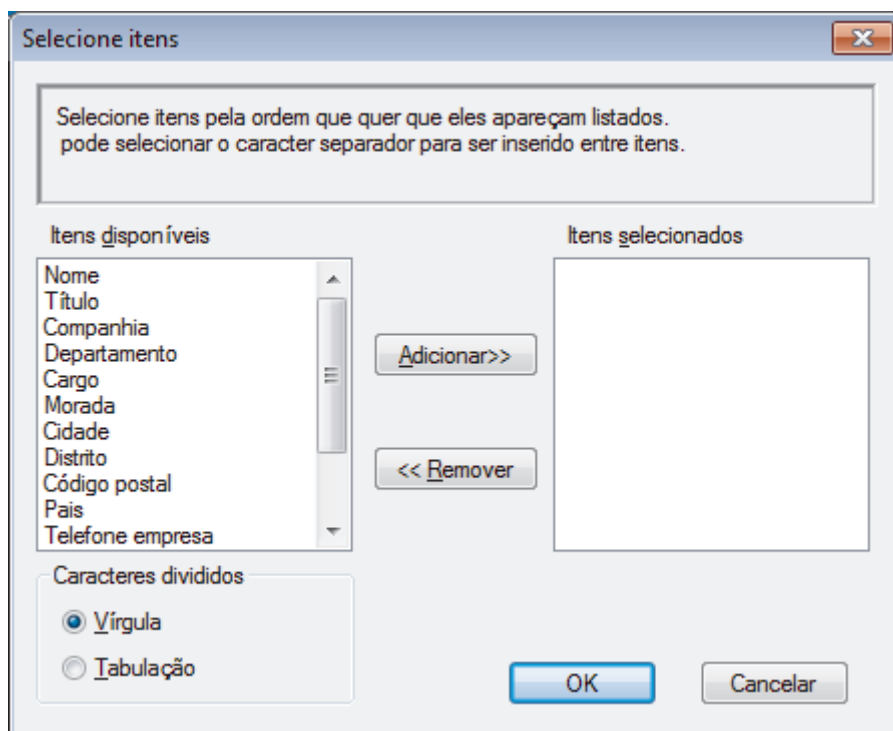 Selecione itens
Selecione itens pela ordem que quer que eles apareçam listados.
pode selecionar o caracter separador para ser inserido entre itens.
Itens disponíveis
Itens selecionados
Nome
Título
Companhia
Departamento
Cargo
Morada
Cidade
Distrito
Código postal
Pais
Telefone empresa
Adicionar>>
<< Remover
Caracteres divididos
Vírgula
Tabulação
OK
Cancelar